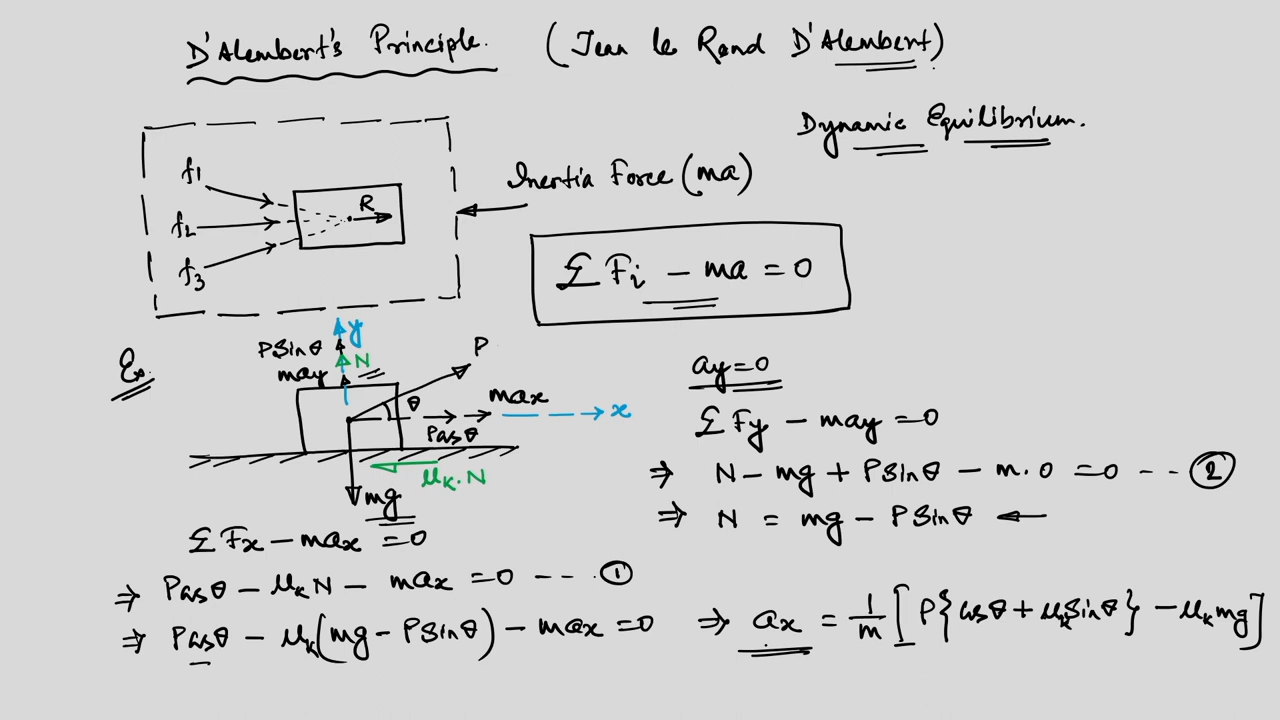 D'Alembert's Principle. (Jean le Rond D'Alembert)
Dynamic Equilibrium.
f1
f2
f3
R
Inertia Force (ma)
Σ Fi - ma = 0
Ex.
y
PSinθ
N
may
P
θ
max
x
Pcosθ
μK.N
mg
ΣFx - max = 0
⇒ Pcosθ - μKN - max = 0 -- - ①
⇒ Pcosθ - μK(mg - PSinθ) - max = 0
ay=0
ΣFy - may = 0
⇒ N - mg + PSinθ - m.0 = 0 -- - ②
⇒ N = mg - PSinθ ←
⇒ ax = 1/m [P{cosθ + μKSinθ} - μKmg]